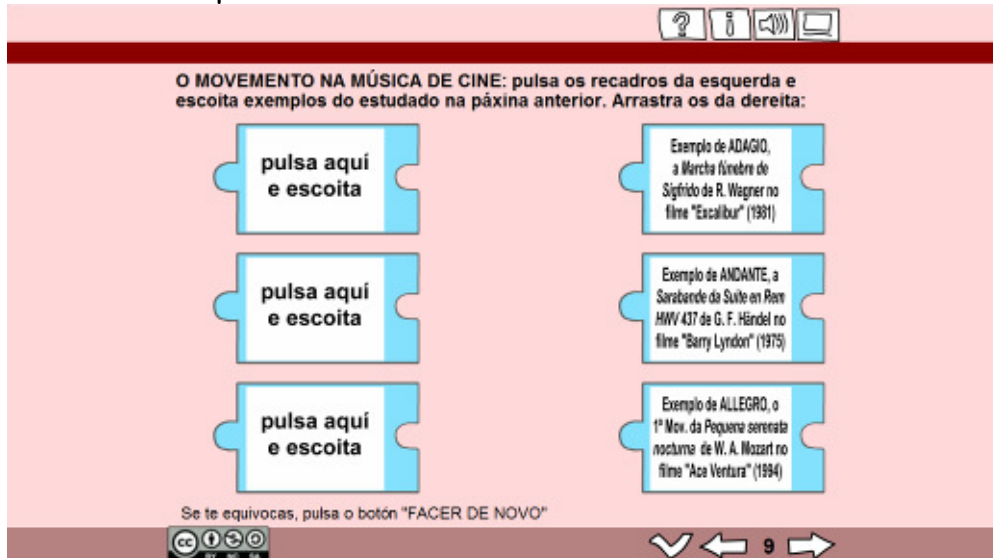 O MOVEMENTO NA MÚSICA DE CINE: pulsa os recadros da esquerda e
escoita exemplos do estudado na páxina anterior. Arrastra os da dereita:
pulsa aquí
e escoita
Exemplo de ADAGIO,
a Marcha fúnebre de
Sigfrido de R. Wagner no
filme "Excalibur" (1981)
pulsa aquí
e escoita
Exemplo de ANDANTE, a
Sarabande da Suite en Rem
HWV 437 de G. F. Händel no
filme "Barry Lyndon" (1975)
pulsa aquí
e escoita
Exemplo de ALLEGRO, o
1º Mov. da Pequena serenata
nocturna de W. A. Mozart no
filme "Ace Ventura" (1994)
Se te equivocas, pulsa o botón "FACER DE NOVO"
cc
9